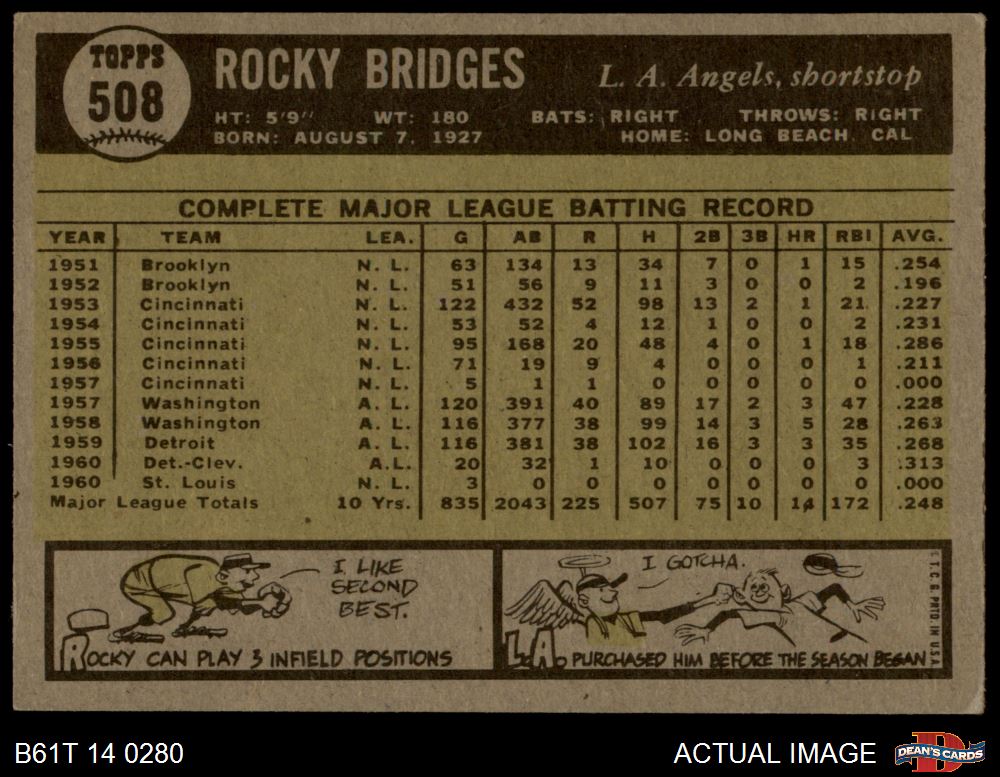 TOPPS
508
ROCKY BRIDGES
L. A. Angels, shortstop
HT: 5'9" WT: 180 BATS: RIGHT THROWS: RIGHT
BORN: AUGUST 7, 1927 HOME: LONG BEACH, CAL
COMPLETE MAJOR LEAGUE BATTING RECORD
YEAR TEAM LEA. G AB R H 2B 3B HR RBI AVG.
1951 Brooklyn N. L. 63 134 13 34 7 0 1 15 .254
1952 Brooklyn N. L. 51 56 9 11 3 0 0 2 .196
1953 Cincinnati N. L. 122 432 52 98 13 2 1 21 .227
1954 Cincinnati N. L. 53 52 4 12 1 0 0 2 .231
1955 Cincinnati N. L. 95 168 20 48 4 0 1 18 .286
1956 Cincinnati N. L. 71 19 9 4 0 0 0 1 .211
1957 Cincinnati N. L. 5 1 1 0 0 0 0 0 .000
1957 Washington A. L. 120 391 40 89 17 2 3 47 .228
1958 Washington A. L. 116 377 38 99 14 3 5 28 .263
1959 Detroit A. L. 116 381 38 102 16 3 3 35 .268
1960 Det.-Clev. A.L. 20 32 1 10 0 0 0 3 .313
1960 St. Louis N. L. 3 0 0 0 0 0 0 0 .000
Major League Totals 10 Yrs. 835 2043 225 507 75 10 14 172 .248
I LIKE
SECOND
BEST.
ROCKY CAN PLAY 3 INFIELD POSITIONS
I GOTCHA.
L.A. PURCHASED HIM BEFORE THE SEASON BEGAN
© T. C. G. PRTD. IN U.S.A.
B61T 14 0280
ACTUAL IMAGE
DEAN'S CARDS